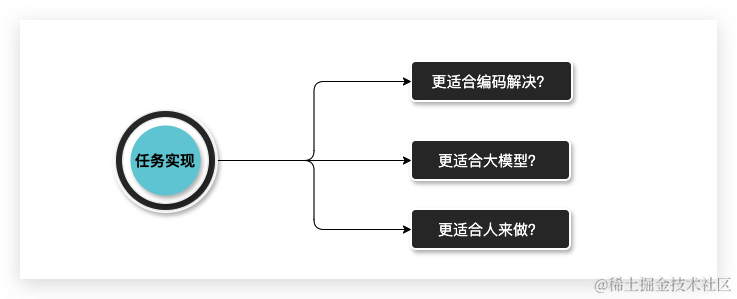 更适合编码解决？
任务实现
更适合大模型？
更适合人来做？
@稀土掘金技术社区